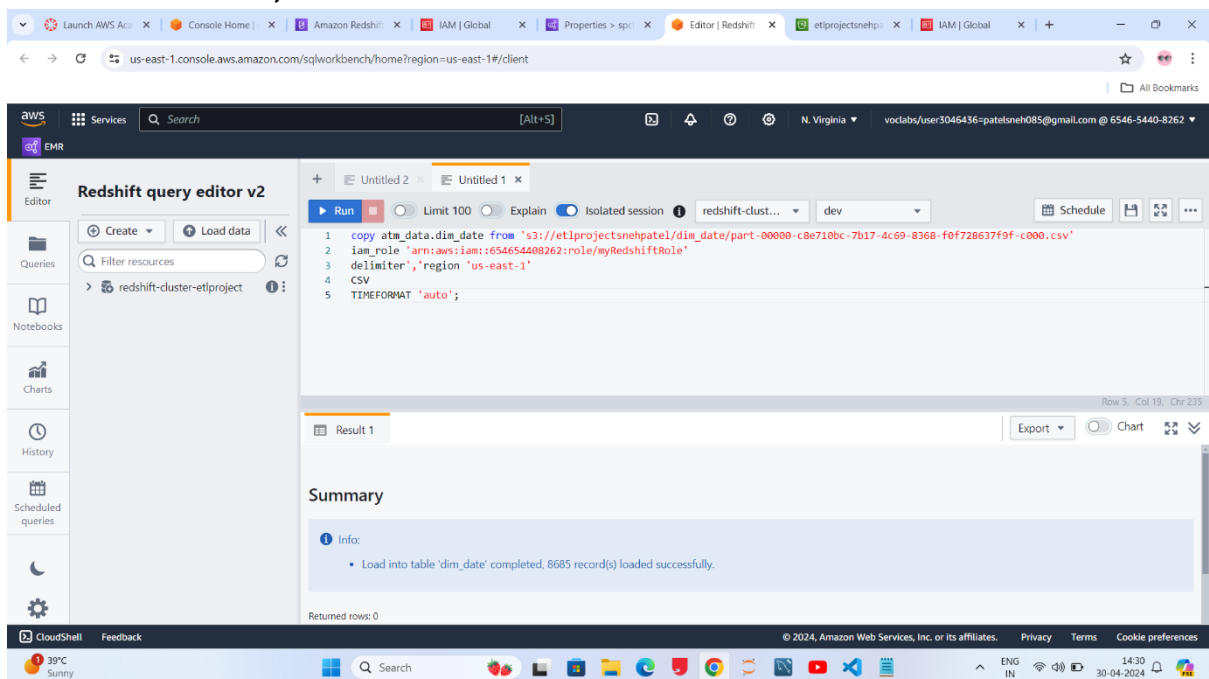 Launch AWS Aca
Console Home |
Amazon Redshift
IAM | Global
Properties > spc
Editor | Redshift
etlprojectsnehpa
IAM | Global
us-east-1.console.aws.amazon.com/sqlworkbench/home?region=us-east-1#/client
All Bookmarks
aws Services Search [Alt+S] N. Virginia voclabs/user3046436=patelsneh085@gmail.com @ 6546-5440-8262
EMR
Editor
Queries
Notebooks
Charts
History
Scheduled
queries
Redshift query editor v2
Create Load data
Filter resources
redshift-cluster-etlproject
+ Untitled 2 Untitled 1
Run Limit 100 Explain Isolated session redshift-clust... dev Schedule
1 copy atm_data.dim_date from 's3://etlprojectsnehpatel/dim_date/part-00000-c8e710bc-7b17-4c69-8368-f0f728637f9f-c000.csv'
2 iam_role 'arn:aws:iam::654654408262:role/myRedshiftRole'
3 delimiter','region 'us-east-1'
4 CSV
5 TIMEFORMAT 'auto';
Row 5, Col 19, Chr 235
Result 1 Export Chart
Summary
Info:
• Load into table 'dim_date' completed, 8685 record(s) loaded successfully.
Returned rows: 0
CloudShell Feedback © 2024, Amazon Web Services, Inc. or its affiliates. Privacy Terms Cookie preferences
1 39°C
Sunny
Search
ENG
IN
14:30
30-04-2024
PRE